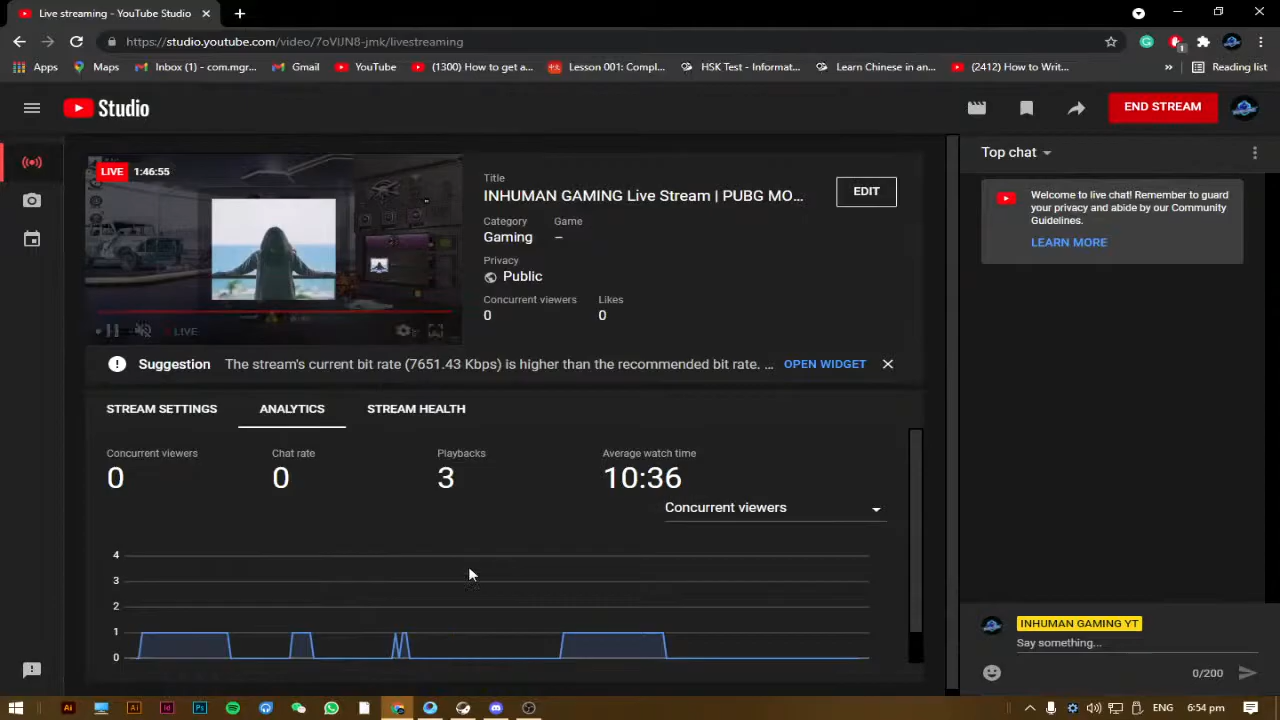 Live streaming - YouTube Studio
https://studio.youtube.com/video/7oVlJN8-jmk/livestreaming
1
Apps
Maps
Inbox (1) - com.mgr...
Gmail
YouTube
(1300) How to get a...
Lesson 001: Compl...
HSK Test - Informat...
Learn Chinese in an...
(2412) How to Writ...
»
Reading list
Studio
END STREAM
LIVE 1:46:55
LIVE
Title
INHUMAN GAMING Live Stream | PUBG MO...
EDIT
Category Game
Gaming –
Privacy
Public
Concurrent viewers Likes
0 0
Suggestion The stream's current bit rate (7651.43 Kbps) is higher than the recommended bit rate. ... OPEN WIDGET
STREAM SETTINGS ANALYTICS STREAM HEALTH
Concurrent viewers Chat rate Playbacks Average watch time
0 0 3 10:36
Concurrent viewers
4
3
2
1
0
Top chat
Welcome to live chat! Remember to guard
your privacy and abide by our Community
Guidelines.
LEARN MORE
INHUMAN GAMING YT
Say something...
0/200
Ai Ai Id Ps
ENG 6:54 pm